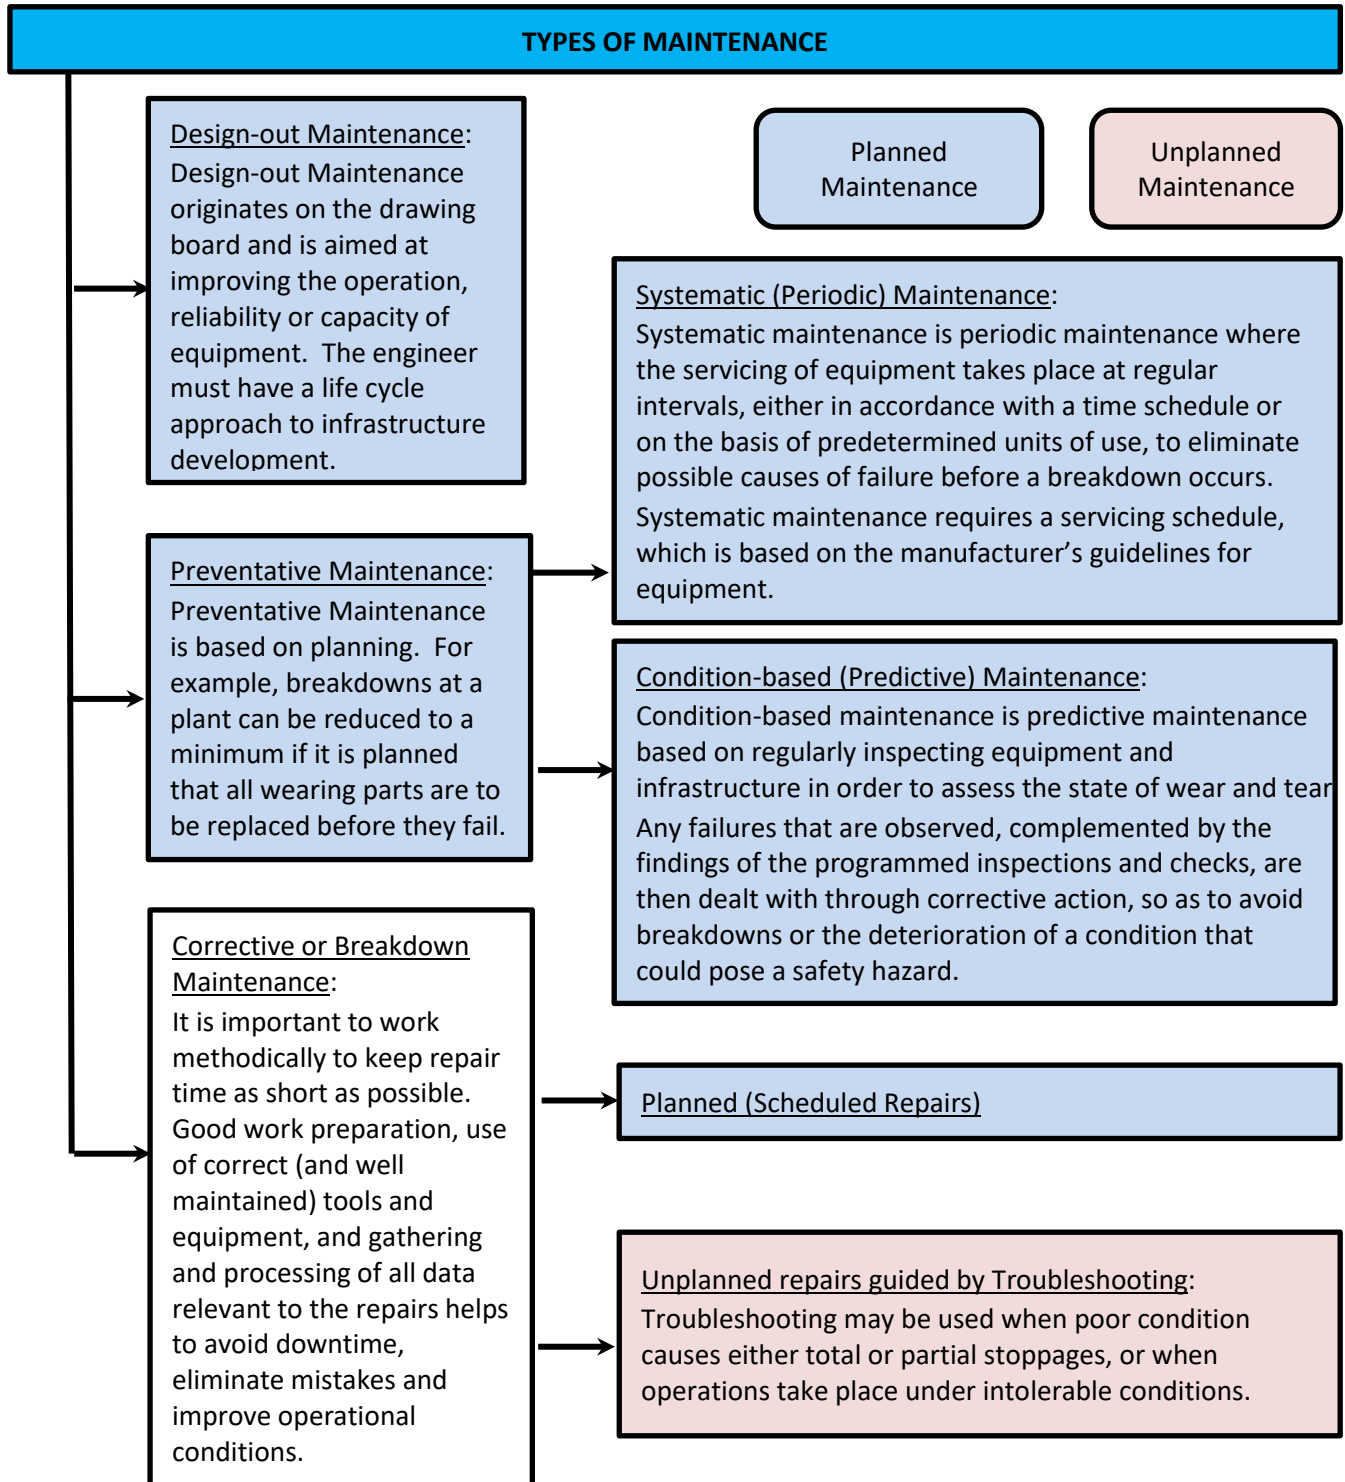 TYPES OF MAINTENANCE
Design-out Maintenance:
Design-out Maintenance
originates on the drawing
board and is aimed at
improving the operation,
reliability or capacity of
equipment.  The engineer
must have a life cycle
approach to infrastructure
development.
Planned
Maintenance
Unplanned
Maintenance
Systematic (Periodic) Maintenance:
Systematic maintenance is periodic maintenance where
the servicing of equipment takes place at regular
intervals, either in accordance with a time schedule or
on the basis of predetermined units of use, to eliminate
possible causes of failure before a breakdown occurs.
Systematic maintenance requires a servicing schedule,
which is based on the manufacturer’s guidelines for
equipment.
Preventative Maintenance:
Preventative Maintenance
is based on planning.  For
example, breakdowns at a
plant can be reduced to a
minimum if it is planned
that all wearing parts are to
be replaced before they fail.
Condition-based (Predictive) Maintenance:
Condition-based maintenance is predictive maintenance
based on regularly inspecting equipment and
infrastructure in order to assess the state of wear and tear
Any failures that are observed, complemented by the
findings of the programmed inspections and checks, are
then dealt with through corrective action, so as to avoid
breakdowns or the deterioration of a condition that
could pose a safety hazard.
Corrective or Breakdown
Maintenance:
It is important to work
methodically to keep repair
time as short as possible.
Good work preparation, use
of correct (and well
maintained) tools and
equipment, and gathering
and processing of all data
relevant to the repairs helps
to avoid downtime,
eliminate mistakes and
improve operational
conditions.
Planned (Scheduled Repairs)
Unplanned repairs guided by Troubleshooting:
Troubleshooting may be used when poor condition
causes either total or partial stoppages, or when
operations take place under intolerable conditions.